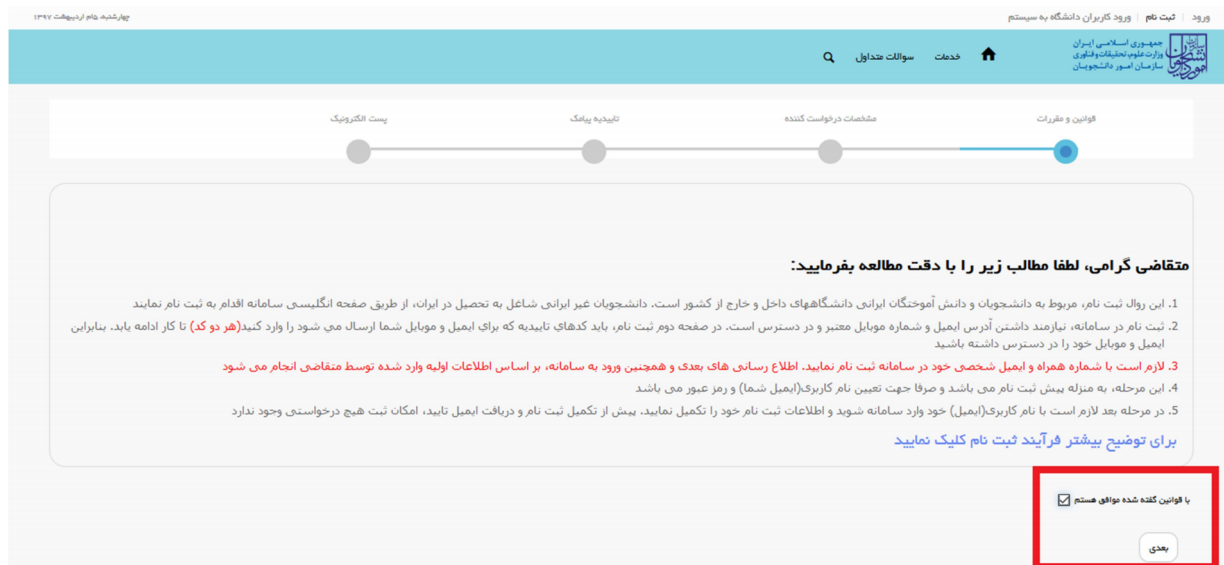 ورود | ثبت نام | ورود کاربران دانشگاه به سیستم
چهارشنبه، ۵ام اردیبهشت ۱۳۹۷
جمهوری اسلامی ایران
وزارت علوم، تحقیقات و فناوری
سازمان امور دانشجویان
خدمات سوالات متداول
قوانین و مقررات
مشخصات درخواست کننده
تاییدیه پیامک
پست الکترونیک
متقاضی گرامی، لطفا مطالب زیر را با دقت مطالعه بفرمایید:
1. این روال ثبت نام، مربوط به دانشجویان و دانش آموختگان ایرانی دانشگاههای داخل و خارج از کشور است. دانشجویان غیر ایرانی شاغل به تحصیل در ایران، از طریق صفحه انگلیسی سامانه اقدام به ثبت نام نمایند
2. ثبت نام در سامانه، نیازمند داشتن آدرس ایمیل و شماره موبایل معتبر و در دسترس است. در صفحه دوم ثبت نام، باید کدهای تاییدیه که برای ایمیل و موبایل شما ارسال می شود را وارد کنید(هر دو کد) تا کار ادامه یابد. بنابراین
ایمیل و موبایل خود را در دسترس داشته باشید
3. لازم است با شماره همراه و ایمیل شخصی خود در سامانه ثبت نام نمایید. اطلاع رسانی های بعدی و همچنین ورود به سامانه، بر اساس اطلاعات اولیه وارد شده توسط متقاضی انجام می شود
4. این مرحله، به منزله پیش ثبت نام می باشد و صرفا جهت تعیین نام کاربری(ایمیل شما) و رمز عبور می باشد
5. در مرحله بعد لازم است با نام کاربری(ایمیل) خود وارد سامانه شوید و اطلاعات ثبت نام خود را تکمیل نمایید. پیش از تکمیل ثبت نام و دریافت ایمیل تایید، امکان ثبت هیچ درخواستی وجود ندارد
برای توضیح بیشتر فرآیند ثبت نام کلیک نمایید
با قوانین گفته شده موافق هستم
بعدی